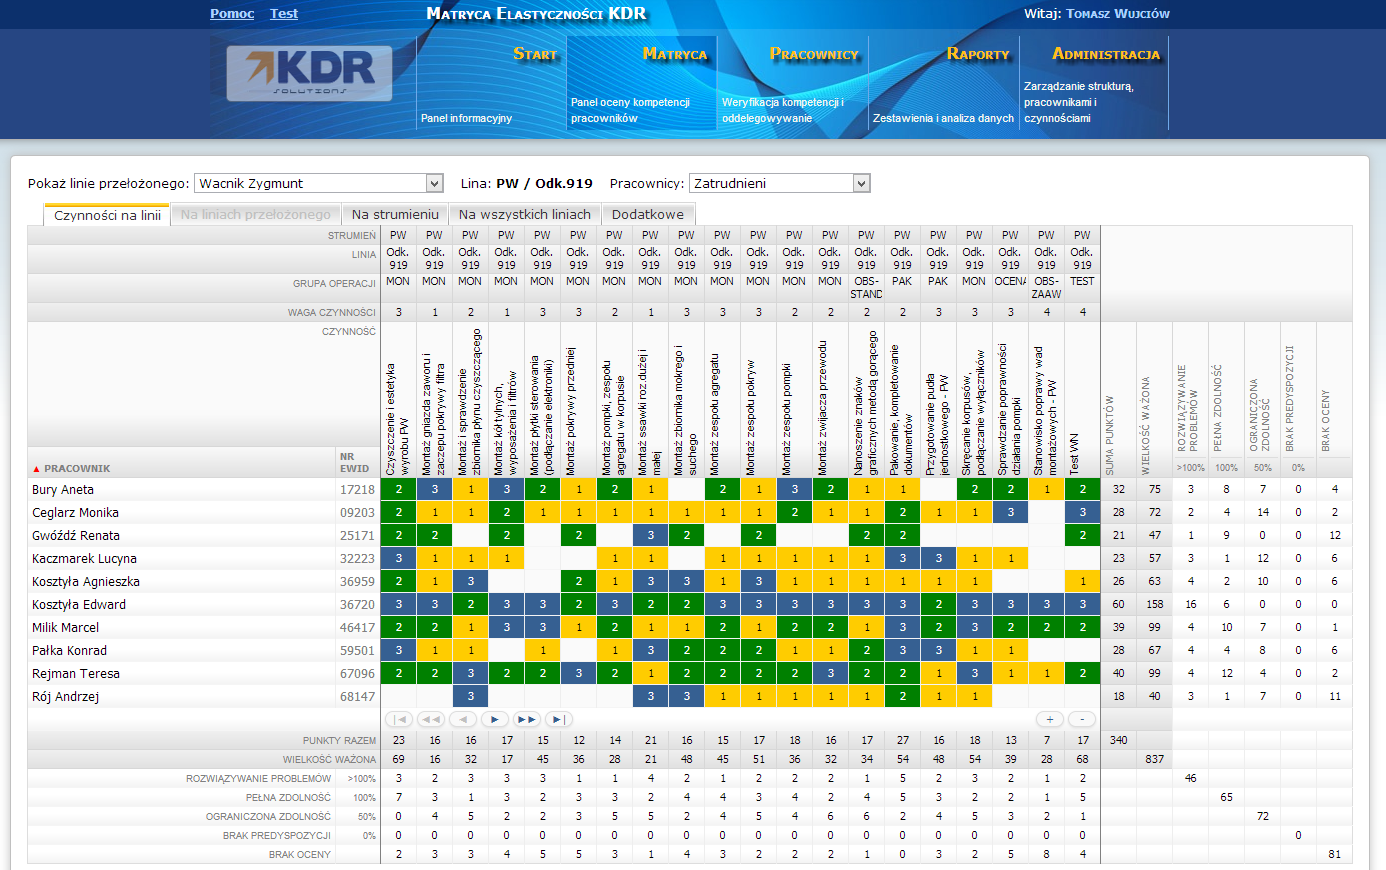 Pomoc Test Matryca Elastyczności KDR Witaj: Tomasz Wujciów
KDR SOLUTIONS
Start
Panel informacyjny
Matryca
Panel oceny kompetencji
pracowników
Pracownicy
Weryfikacja kompetencji i
oddelegowywanie
Raporty
Zestawienia i analiza danych
Administracja
Zarządzanie strukturą,
pracownikami i
czynnościami
Pokaż linie przełożonego: Wacnik Zygmunt Lina: PW / Odk.919 Pracownicy: Zatrudnieni
Czynności na linii Na liniach przełożonego Na strumieniu Na wszystkich liniach Dodatkowe
STRUMIEŃ PW PW PW PW PW PW PW PW PW PW PW PW PW PW PW PW PW PW PW PW
LINIA Odk. Odk. Odk. Odk. Odk. Odk. Odk. Odk. Odk. Odk. Odk. Odk. Odk. Odk. Odk. Odk. Odk. Odk. Odk. Odk.
919 919 919 919 919 919 919 919 919 919 919 919 919 919 919 919 919 919 919 919
GRUPA OPERACJI MON MON MON MON MON MON MON MON MON MON MON MON MON OBS- PAK PAK MON OCENA OBS- TEST
STAND ZAAW
WAGA CZYNNOŚCI 3 1 2 1 3 3 2 1 3 3 3 2 2 2 2 3 3 3 4 4
CZYNNOŚĆ
Czyszczenie i estetyka
wyrobu PW
Montaż gniazda zaworu i
zaczepu pokrywy filtra
Montaż i sprawdzenie
zbiornika płynu czyszczącego
Montaż kół tylnych,
wyposażenia i filtrów
Montaż płytki sterowania
(podłączanie elektroniki)
Montaż pokrywy przedniej
Montaż pompki, zespołu
agregatu w korpusie
Montaż ssawki roz.dużej i
małej
Montaż zbiornika mokrego i
suchego
Montaż zespołu agregatu
Montaż zespołu pokryw
Montaż zespołu pompki
Montaż zwijacza przewodu
Nanoszenie znaków
graficznych metodą gorącego
Pakowanie, kompletowanie
dokumentów
Przygotowanie pudła
jednostkowego - PW
Skręcanie korpusów,
podłączanie wyłączników
Sprawdzanie poprawności
działania pompki
Stanowisko poprawy wad
montażowych - PW
Test WN
SUMA PUNKTÓW
WIELKOŚĆ WAŻONA
ROZWIĄZYWANIE
PROBLEMÓW
PEŁNA ZDOLNOŚĆ
OGRANICZONA
ZDOLNOŚĆ
BRAK PREDYSPOZYCJI
BRAK OCENY
▲ PRACOWNIK NR
EWID >100% 100% 50% 0%
Bury Aneta 17218 2 3 1 3 2 1 2 1 2 1 3 2 1 1 2 2 1 2 32 75 3 8 7 0 4
Ceglarz Monika 09203 2 1 1 2 1 1 1 1 1 1 1 2 1 1 2 1 1 3 3 28 72 2 4 14 0 2
Gwóźdź Renata 25171 2 2 2 2 3 2 2 2 2 2 21 47 1 9 0 0 12
Kaczmarek Lucyna 32223 3 1 1 1 1 1 1 1 1 1 1 3 3 1 1 23 57 3 1 12 0 6
Kosztyła Agnieszka 36959 2 1 3 2 1 3 3 1 3 1 1 1 1 1 1 1 26 63 4 2 10 0 6
Kosztyła Edward 36720 3 3 2 3 3 2 3 2 2 3 3 3 3 3 3 2 3 3 3 3 60 158 16 6 0 0 0
Milik Marcel 46417 2 2 1 3 3 1 2 1 1 2 1 2 2 1 3 2 3 2 2 2 39 99 4 10 7 0 1
Pałka Konrad 59501 3 1 1 1 1 3 2 2 2 1 1 2 3 3 1 1 28 67 4 4 8 0 6
Rejman Teresa 67096 2 2 3 2 2 3 2 1 2 2 2 2 3 2 2 1 3 1 1 2 40 99 4 12 4 0 2
Rój Andrzej 68147 3 3 3 1 1 1 1 1 2 1 1 18 40 3 1 7 0 11
+ -
PUNKTY RAZEM 23 16 16 17 15 12 14 21 16 15 17 18 16 17 27 16 18 13 7 17 340
WIELKOŚĆ WAŻONA 69 16 32 17 45 36 28 21 48 45 51 36 32 34 54 48 54 39 28 68 837
ROZWIĄZYWANIE PROBLEMÓW >100% 3 2 3 3 3 1 1 4 2 1 2 2 2 1 5 2 3 2 1 2 46
PEŁNA ZDOLNOŚĆ 100% 7 3 1 3 2 3 3 2 4 4 3 4 2 4 5 3 2 2 1 5 65
OGRANICZONA ZDOLNOŚĆ 50% 0 4 5 2 2 3 5 5 2 4 5 4 6 6 2 4 5 3 2 1 72
BRAK PREDYSPOZYCJI 0% 0 0 0 0 0 0 0 0 0 0 0 0 0 0 0 0 0 0 0 0 0
BRAK OCENY 2 3 3 4 5 5 3 1 4 3 2 2 2 1 0 3 2 5 8 4 81